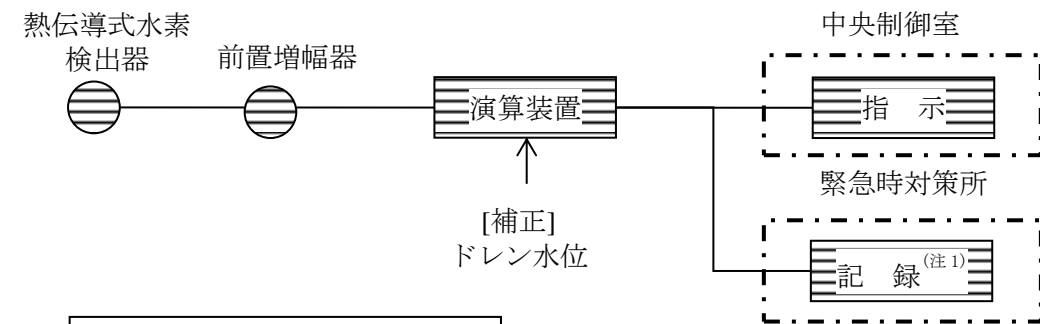 熱伝導式水素
検出器
前置増幅器
演算装置
[補正]
ドレン水位
中央制御室
指　示
緊急時対策所
記　録(注1)